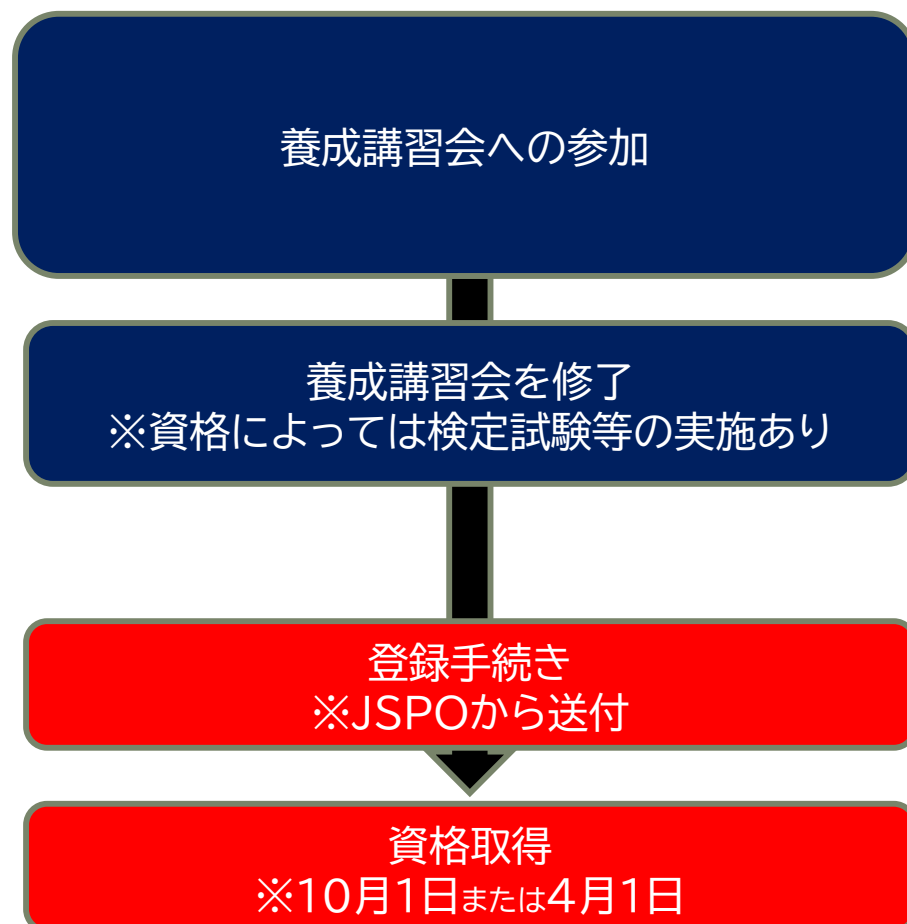 養成講習会への参加
養成講習会を修了
※資格によっては検定試験等の実施あり
登録手続き
※JSPOから送付
資格取得
※10月1日または4月1日